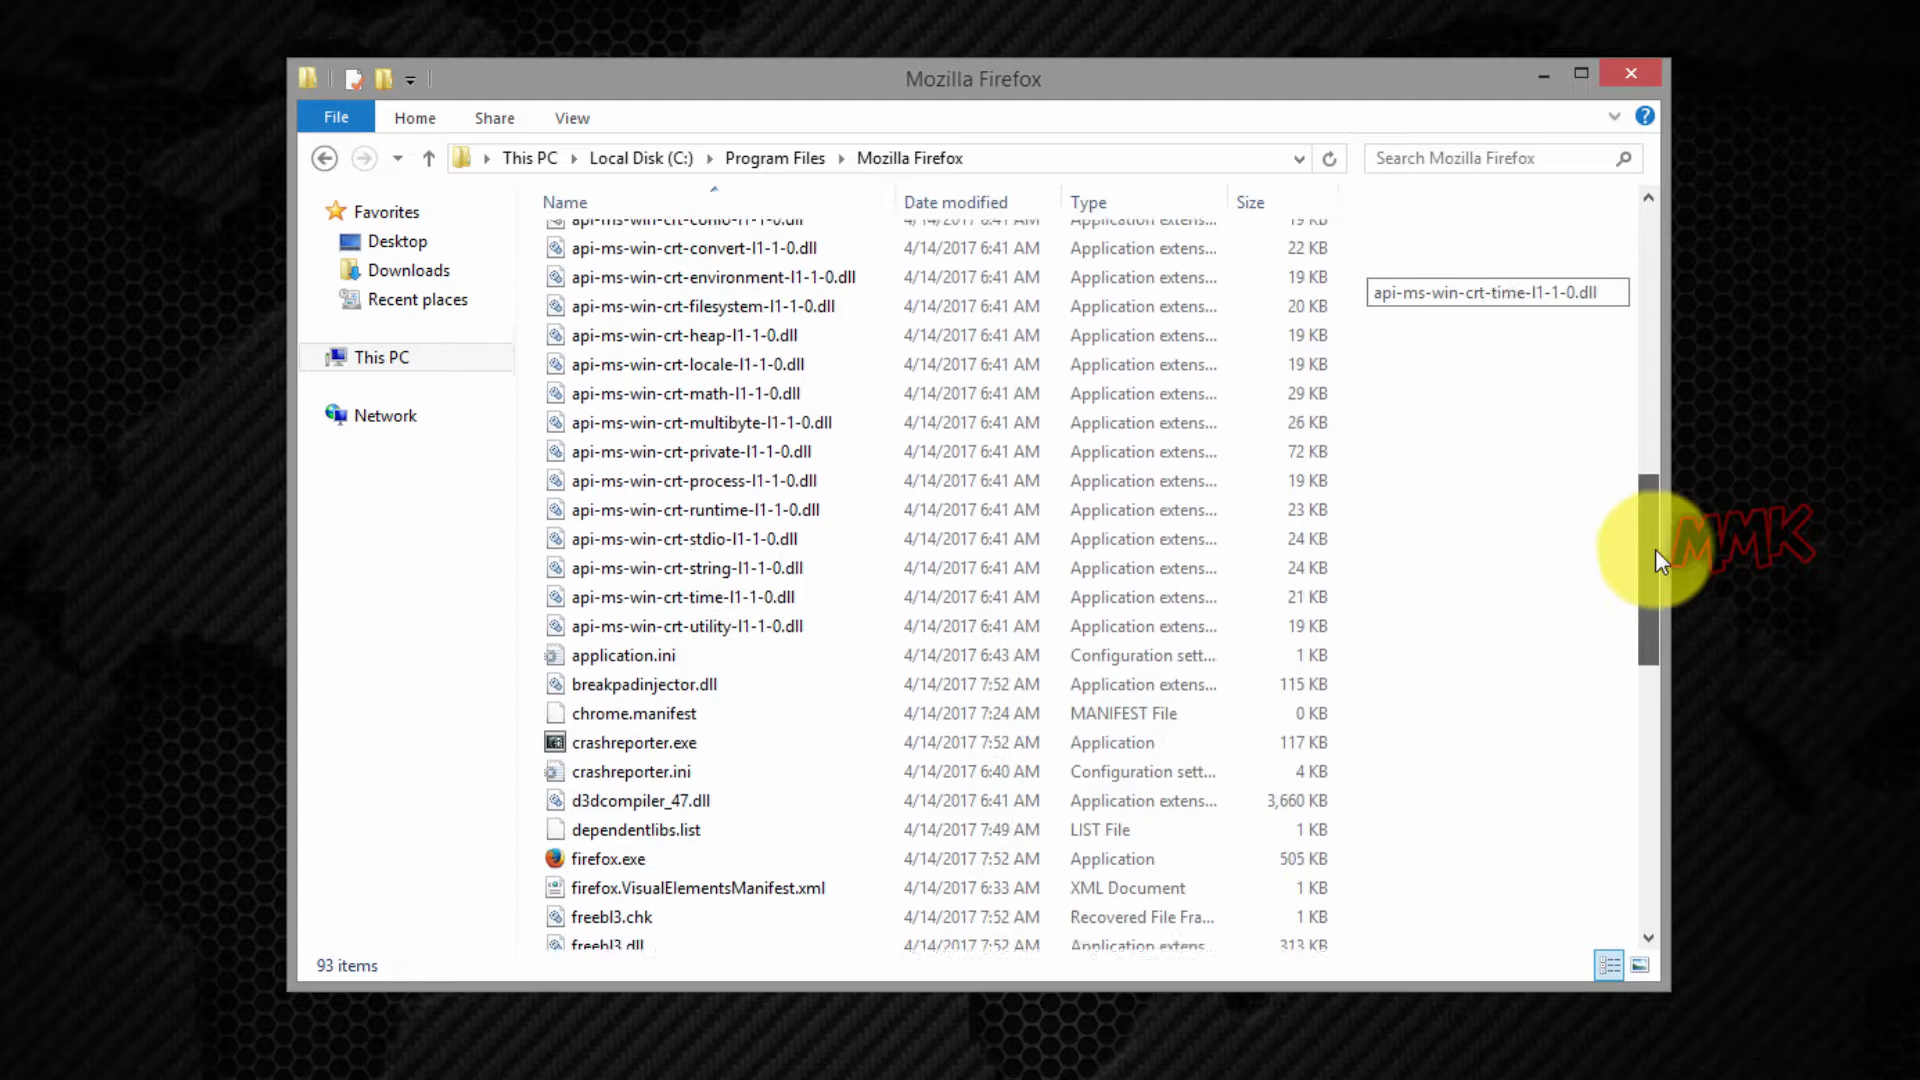 Mozilla Firefox
File Home Share View
This PC Local Disk (C:) Program Files Mozilla Firefox Search Mozilla Firefox
Favorites
Desktop
Downloads
Recent places
This PC
Network
Name Date modified Type Size
api-ms-win-crt-conio-l1-1-0.dll 4/14/2017 6:41 AM Application extens... 19 KB
api-ms-win-crt-convert-l1-1-0.dll 4/14/2017 6:41 AM Application extens... 22 KB
api-ms-win-crt-environment-l1-1-0.dll 4/14/2017 6:41 AM Application extens... 19 KB
api-ms-win-crt-filesystem-l1-1-0.dll 4/14/2017 6:41 AM Application extens... 20 KB
api-ms-win-crt-heap-l1-1-0.dll 4/14/2017 6:41 AM Application extens... 19 KB
api-ms-win-crt-locale-l1-1-0.dll 4/14/2017 6:41 AM Application extens... 19 KB
api-ms-win-crt-math-l1-1-0.dll 4/14/2017 6:41 AM Application extens... 29 KB
api-ms-win-crt-multibyte-l1-1-0.dll 4/14/2017 6:41 AM Application extens... 26 KB
api-ms-win-crt-private-l1-1-0.dll 4/14/2017 6:41 AM Application extens... 72 KB
api-ms-win-crt-process-l1-1-0.dll 4/14/2017 6:41 AM Application extens... 19 KB
api-ms-win-crt-runtime-l1-1-0.dll 4/14/2017 6:41 AM Application extens... 23 KB
api-ms-win-crt-stdio-l1-1-0.dll 4/14/2017 6:41 AM Application extens... 24 KB
api-ms-win-crt-string-l1-1-0.dll 4/14/2017 6:41 AM Application extens... 24 KB
api-ms-win-crt-time-l1-1-0.dll 4/14/2017 6:41 AM Application extens... 21 KB
api-ms-win-crt-utility-l1-1-0.dll 4/14/2017 6:41 AM Application extens... 19 KB
application.ini 4/14/2017 6:43 AM Configuration sett... 1 KB
breakpadinjector.dll 4/14/2017 7:52 AM Application extens... 115 KB
chrome.manifest 4/14/2017 7:24 AM MANIFEST File 0 KB
crashreporter.exe 4/14/2017 7:52 AM Application 117 KB
crashreporter.ini 4/14/2017 6:40 AM Configuration sett... 4 KB
d3dcompiler_47.dll 4/14/2017 6:41 AM Application extens... 3,660 KB
dependentlibs.list 4/14/2017 7:49 AM LIST File 1 KB
firefox.exe 4/14/2017 7:52 AM Application 505 KB
firefox.VisualElementsManifest.xml 4/14/2017 6:33 AM XML Document 1 KB
freebl3.chk 4/14/2017 7:52 AM Recovered File Fra... 1 KB
freebl3.dll 4/14/2017 7:52 AM Application extens... 313 KB
api-ms-win-crt-time-l1-1-0.dll
MMK
93 items